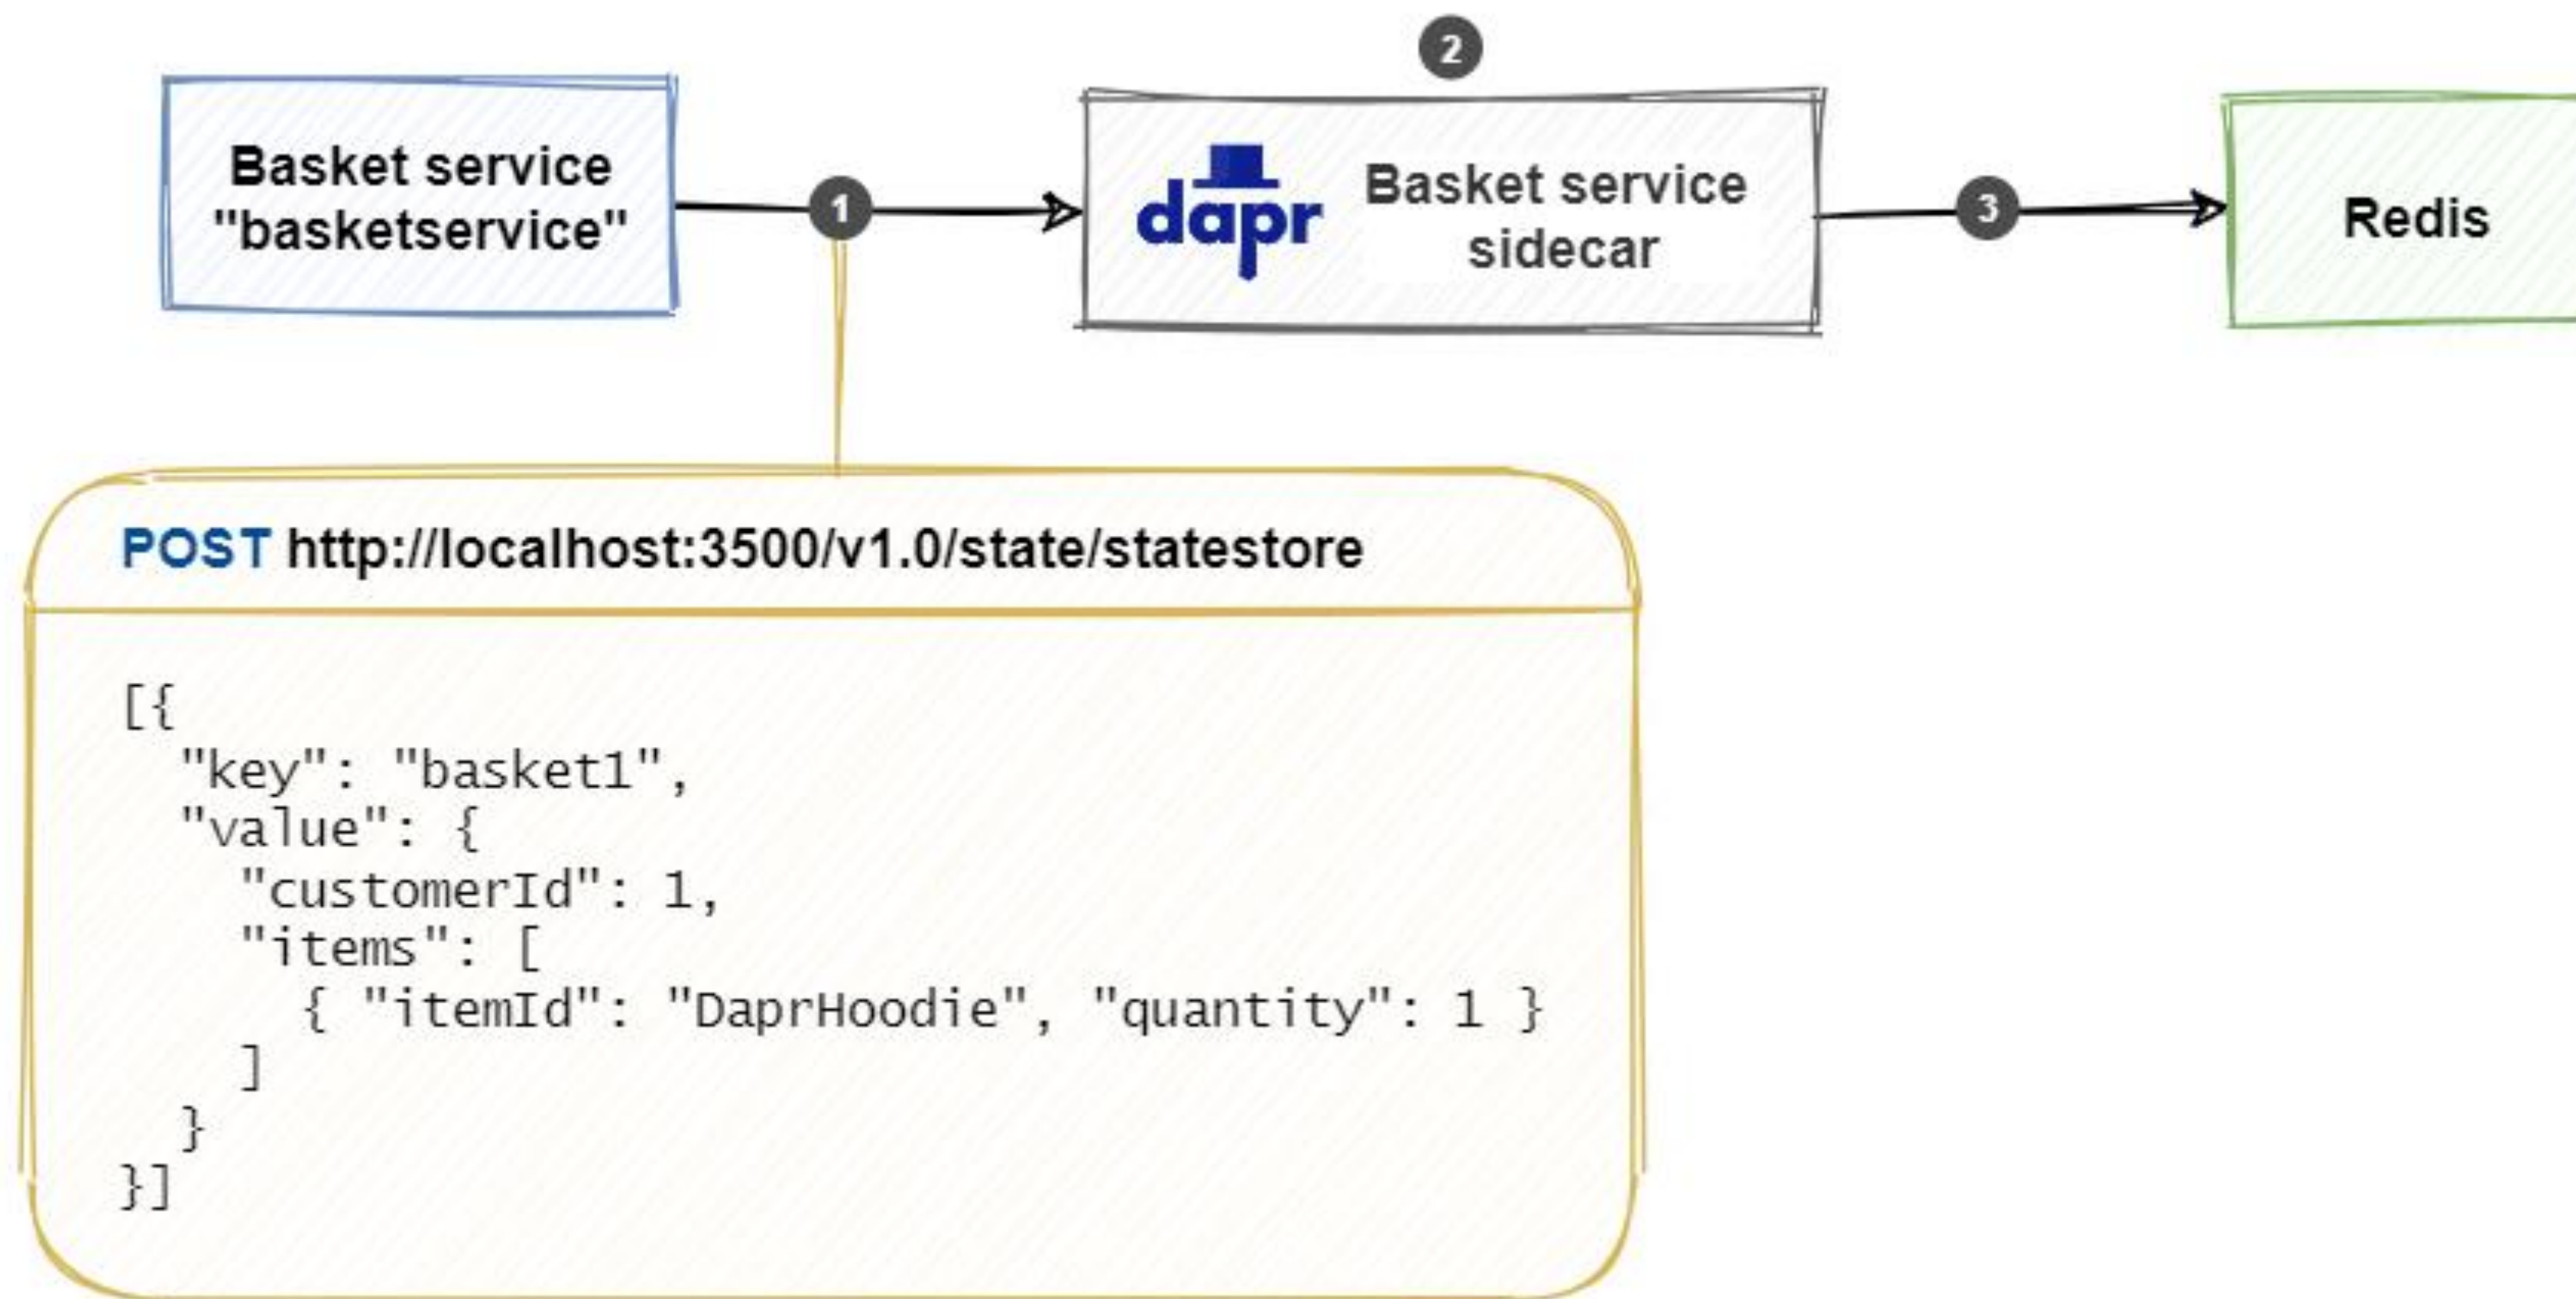 2
Basket service
"basketservice"
1
dapr
Basket service
sidecar
3
Redis
POST http://localhost:3500/v1.0/state/statestore
[{
"key": "basket1",
"value": {
"customerId": 1,
"items": [
{ "itemId": "DaprHoodie", "quantity": 1 }
]
}
}]